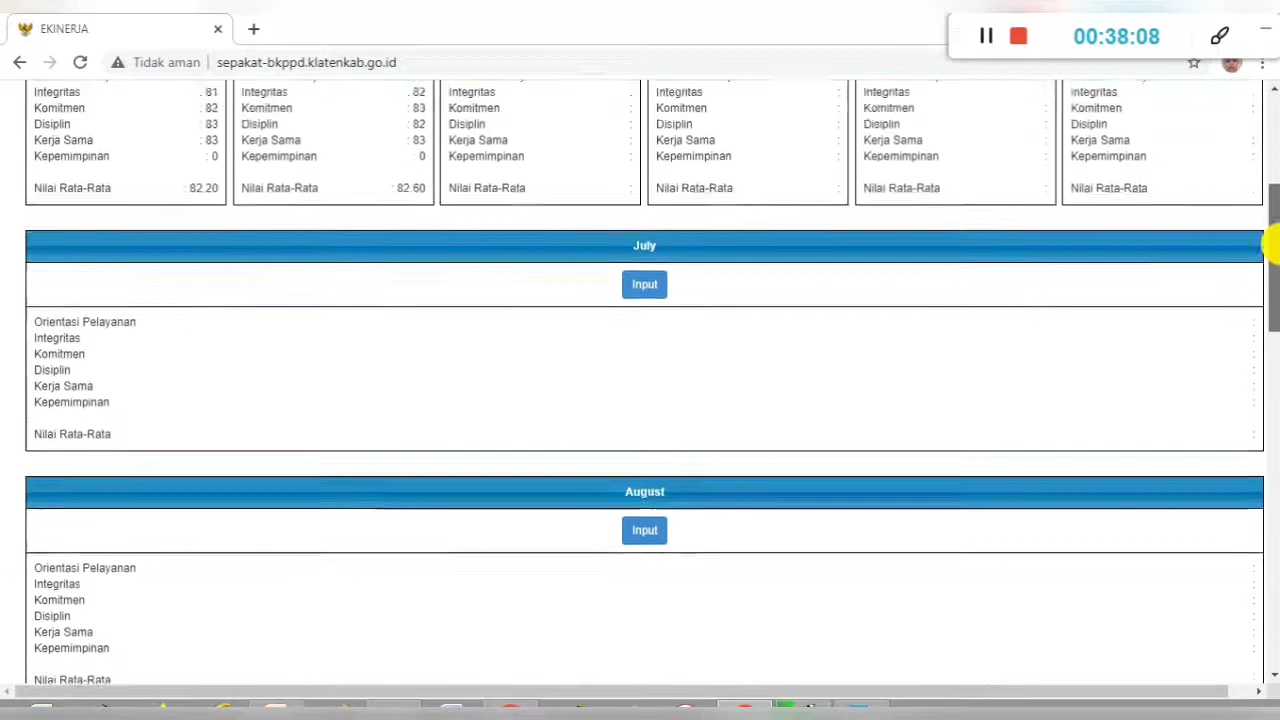 EKINERJA
00:38:08
Tidak aman sepakat-bkppd.klatenkab.go.id
Integritas : 81 Integritas : 82 Integritas : Integritas : Integritas : Integritas :
Komitmen : 82 Komitmen : 83 Komitmen : Komitmen : Komitmen : Komitmen :
Disiplin : 83 Disiplin : 82 Disiplin : Disiplin : Disiplin : Disiplin :
Kerja Sama : 83 Kerja Sama : 83 Kerja Sama : Kerja Sama : Kerja Sama : Kerja Sama :
Kepemimpinan : 0 Kepemimpinan : 0 Kepemimpinan : Kepemimpinan : Kepemimpinan : Kepemimpinan :
Nilai Rata-Rata : 82.20 Nilai Rata-Rata : 82.60 Nilai Rata-Rata : Nilai Rata-Rata : Nilai Rata-Rata : Nilai Rata-Rata :
July
Input
Orientasi Pelayanan :
Integritas :
Komitmen :
Disiplin :
Kerja Sama :
Kepemimpinan :
Nilai Rata-Rata :
August
Input
Orientasi Pelayanan :
Integritas :
Komitmen :
Disiplin :
Kerja Sama :
Kepemimpinan :
Nilai Rata-Rata :